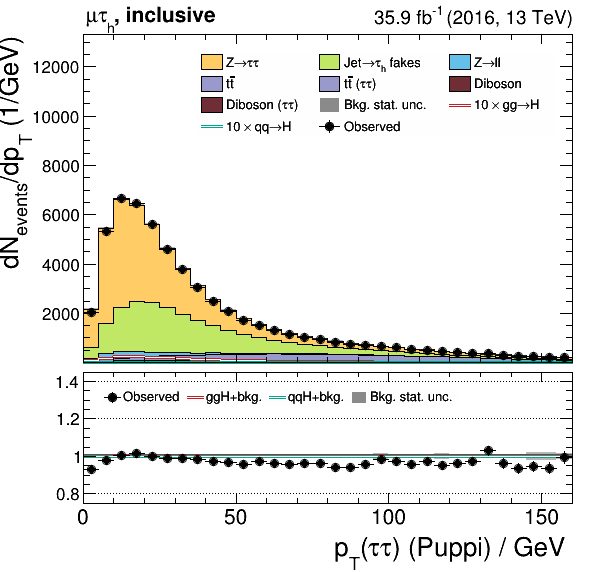 μτh, inclusive 35.9 fb-1 (2016, 13 TeV)
dNevents/dpT (1/GeV)
12000
10000
8000
6000
4000
2000
Z→ττ Jet→τh fakes Z→ll
tt̄ tt̄ (ττ) Diboson
Diboson (ττ) Bkg. stat. unc. 10 × gg→H
10 × qq→H Observed
1.4
1.2
1
0.8
Observed ggH+bkg. qqH+bkg. Bkg. stat. unc.
0 50 100 150
pT(ττ) (Puppi) / GeV